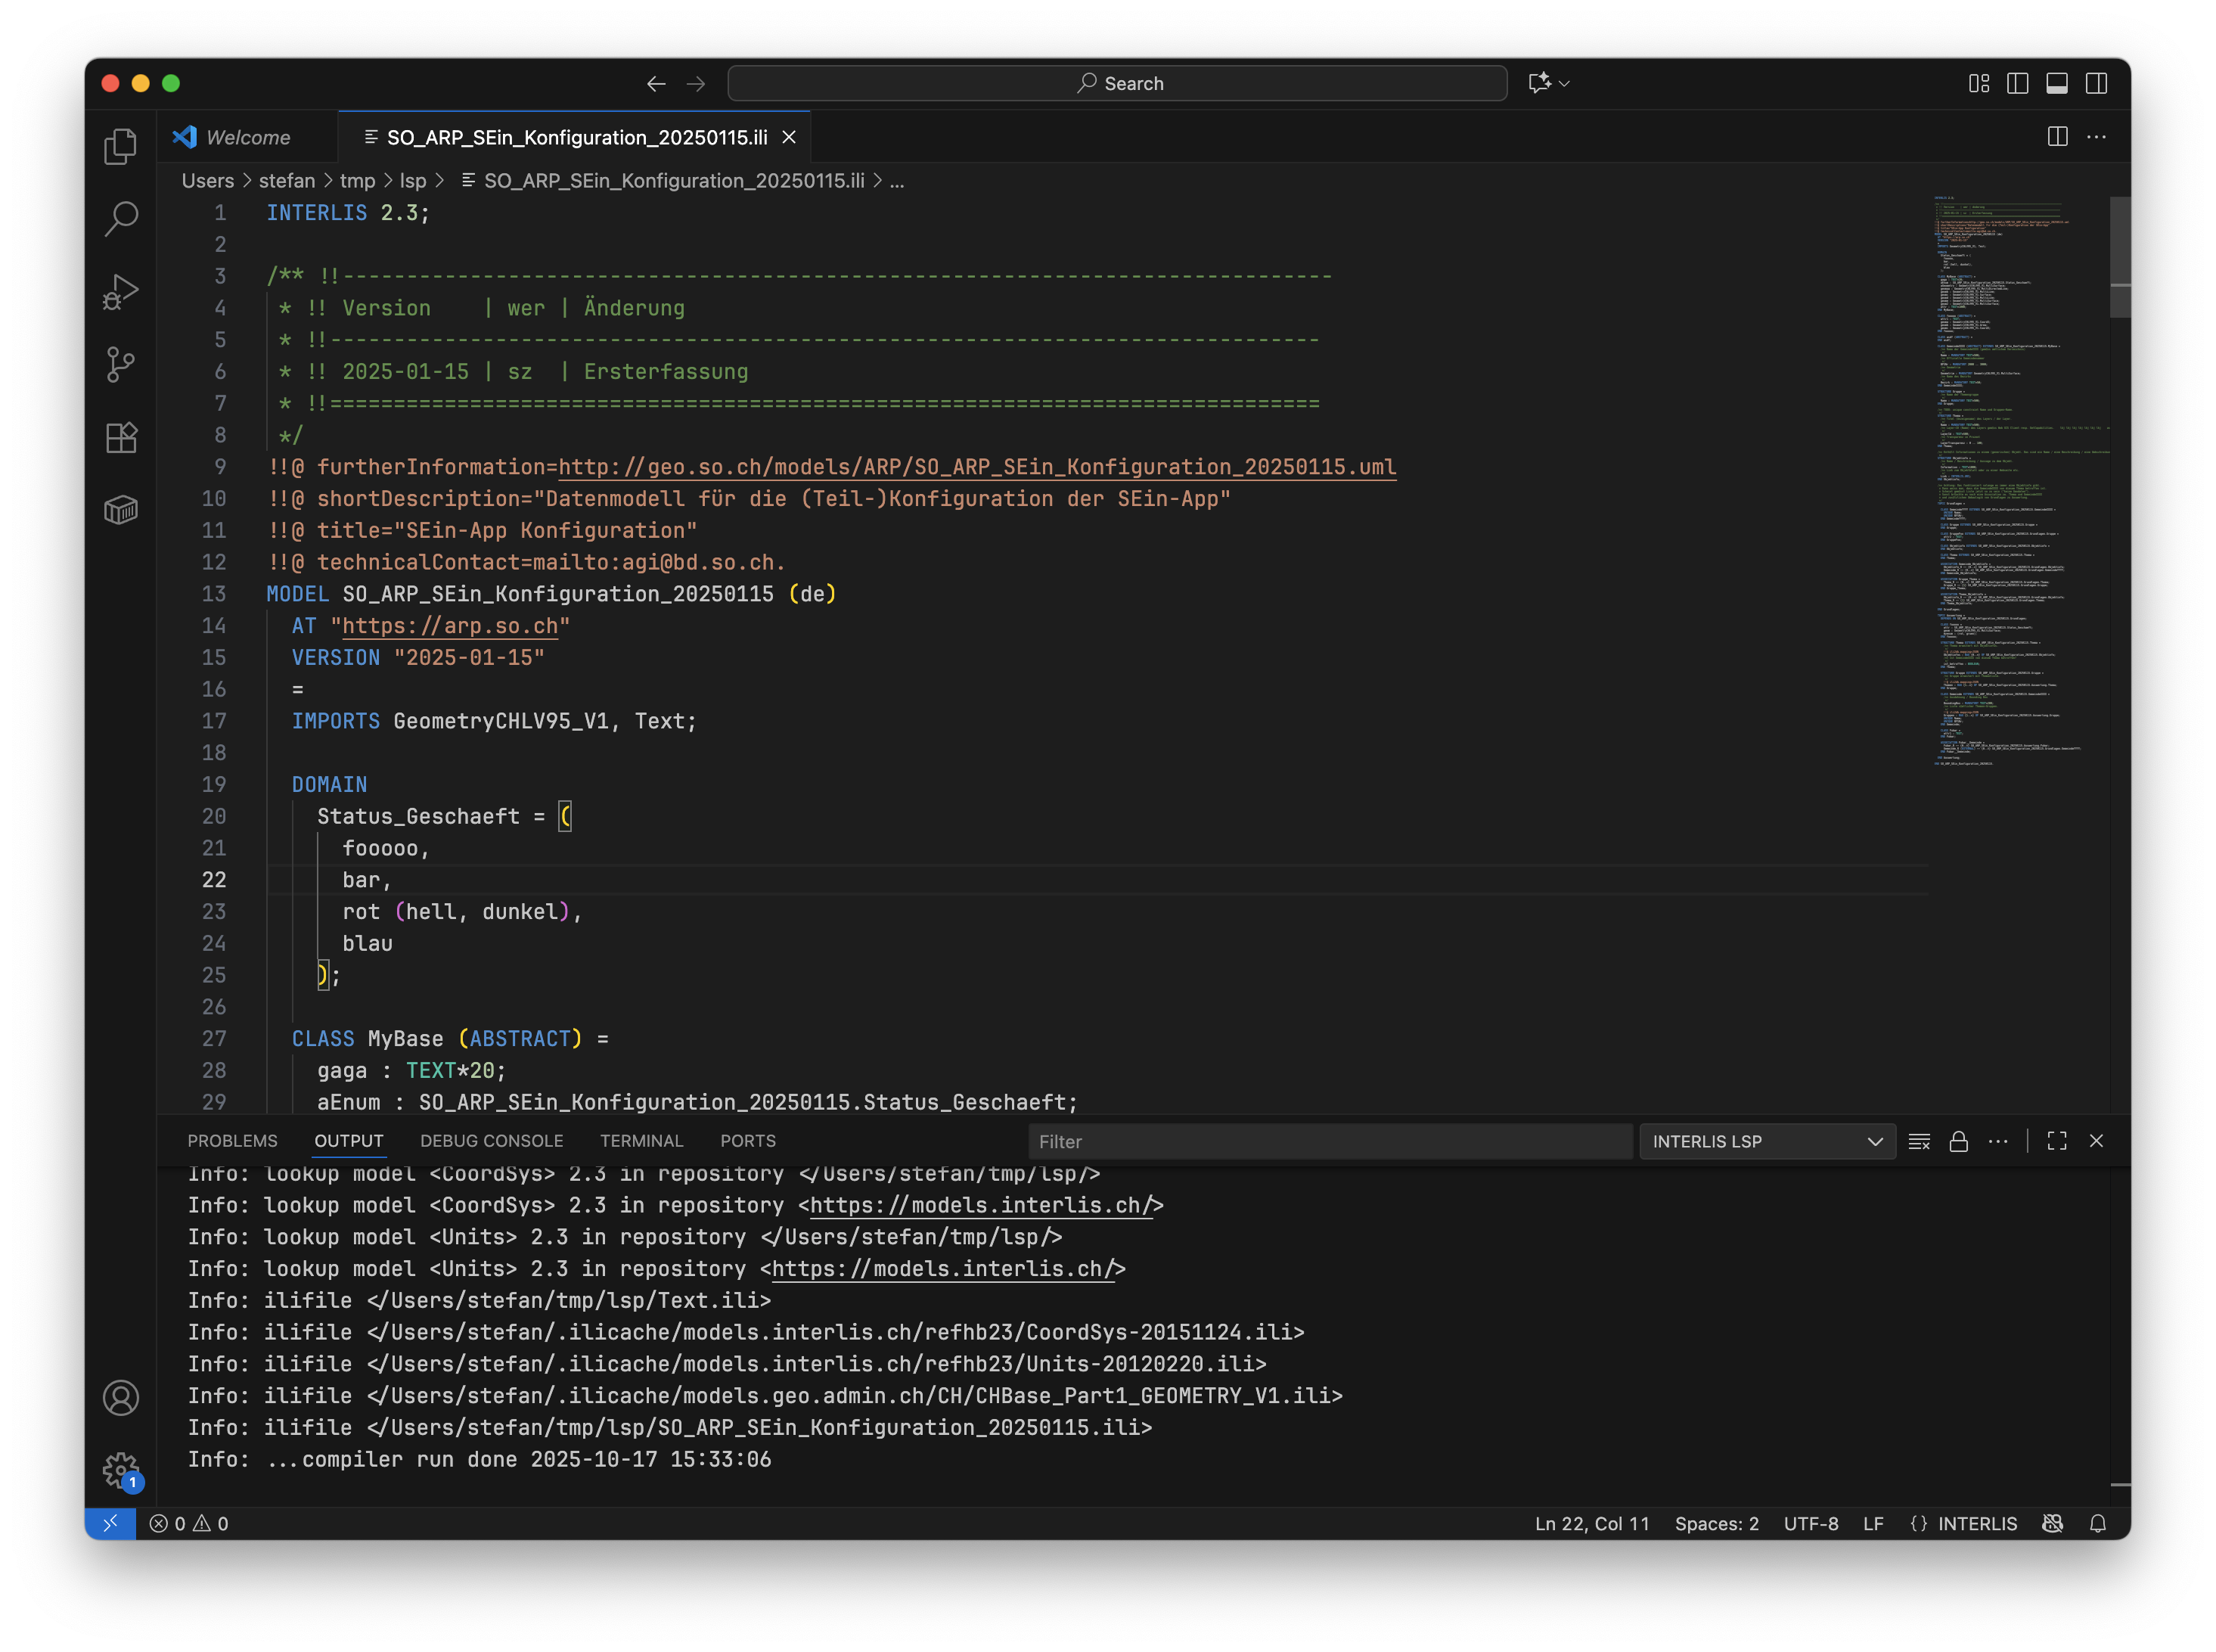 Search
Welcome
SO_ARP_SEin_Konfiguration_20250115.ili
Users > stefan > tmp > lsp > SO_ARP_SEin_Konfiguration_20250115.ili > ...
1 INTERLIS 2.3;
2
3 /** !!------------------------------------------------------------------------------
4 * !! Version    | wer | Änderung
5 * !!------------------------------------------------------------------------------
6 * !! 2025-01-15 | sz  | Ersterfassung
7 * !!==============================================================================
8 */
9 !!@ furtherInformation=http://geo.so.ch/models/ARP/SO_ARP_SEin_Konfiguration_20250115.uml
10 !!@ shortDescription="Datenmodell für die (Teil-)Konfiguration der SEin-App"
11 !!@ title="SEin-App Konfiguration"
12 !!@ technicalContact=mailto:agi@bd.so.ch.
13 MODEL SO_ARP_SEin_Konfiguration_20250115 (de)
14 AT "https://arp.so.ch"
15 VERSION "2025-01-15"
16 =
17 IMPORTS GeometryCHLV95_V1, Text;
18
19 DOMAIN
20 Status_Geschaeft = (
21 fooooo,
22 bar,
23 rot (hell, dunkel),
24 blau
25 );
26
27 CLASS MyBase (ABSTRACT) =
28 gaga : TEXT*20;
29 aEnum : SO_ARP_SEin_Konfiguration_20250115.Status_Geschaeft;
PROBLEMS OUTPUT DEBUG CONSOLE TERMINAL PORTS Filter INTERLIS LSP
Info: lookup model <CoordSys> 2.3 in repository </Users/stefan/tmp/lsp/>
Info: lookup model <CoordSys> 2.3 in repository <https://models.interlis.ch/>
Info: lookup model <Units> 2.3 in repository </Users/stefan/tmp/lsp/>
Info: lookup model <Units> 2.3 in repository <https://models.interlis.ch/>
Info: ilifile </Users/stefan/tmp/lsp/Text.ili>
Info: ilifile </Users/stefan/.ilicache/models.interlis.ch/refhb23/CoordSys-20151124.ili>
Info: ilifile </Users/stefan/.ilicache/models.interlis.ch/refhb23/Units-20120220.ili>
Info: ilifile </Users/stefan/.ilicache/models.geo.admin.ch/CH/CHBase_Part1_GEOMETRY_V1.ili>
Info: ilifile </Users/stefan/tmp/lsp/SO_ARP_SEin_Konfiguration_20250115.ili>
Info: ...compiler run done 2025-10-17 15:33:06
1
0 0 Ln 22, Col 11 Spaces: 2 UTF-8 LF {} INTERLIS